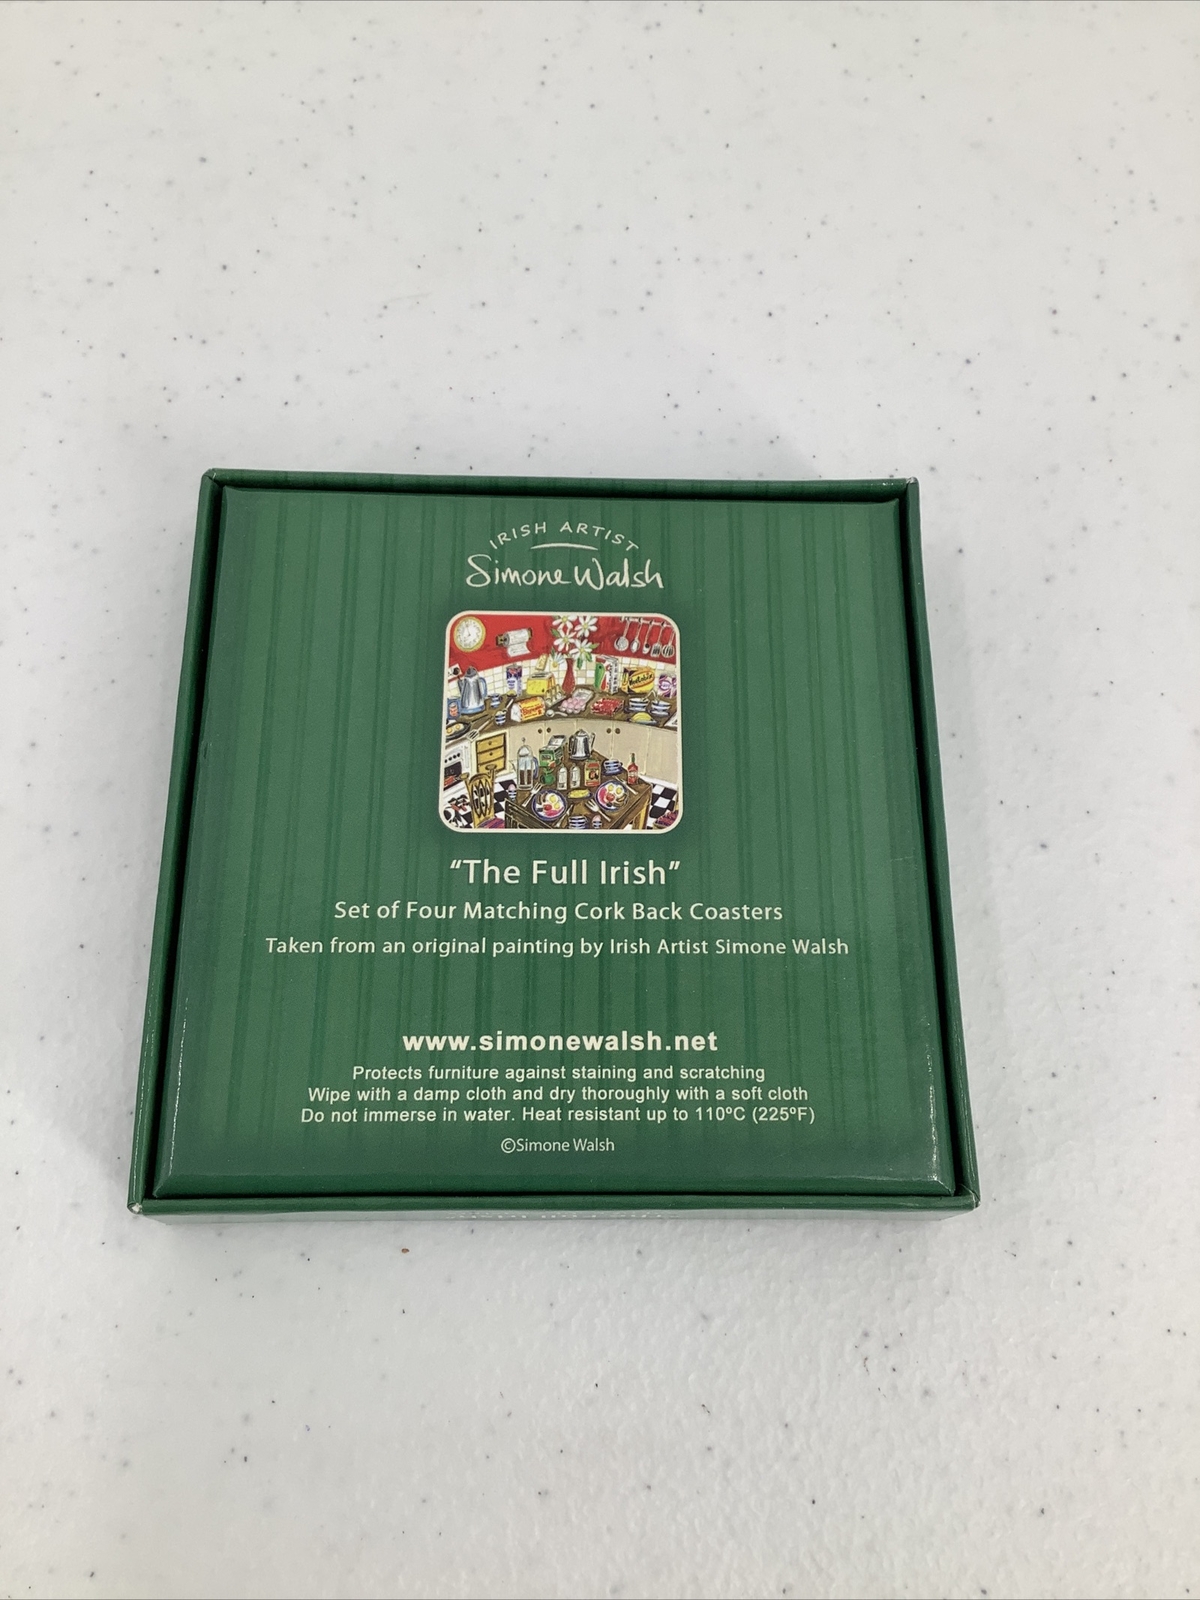 IRISH ARTIST
Simone Walsh
“The Full Irish”
Set of Four Matching Cork Back Coasters
Taken from an original painting by Irish Artist Simone Walsh
www.simonewalsh.net
Protects furniture against staining and scratching
Wipe with a damp cloth and dry thoroughly with a soft cloth
Do not immerse in water. Heat resistant up to 110ºC (225ºF)
©Simone Walsh